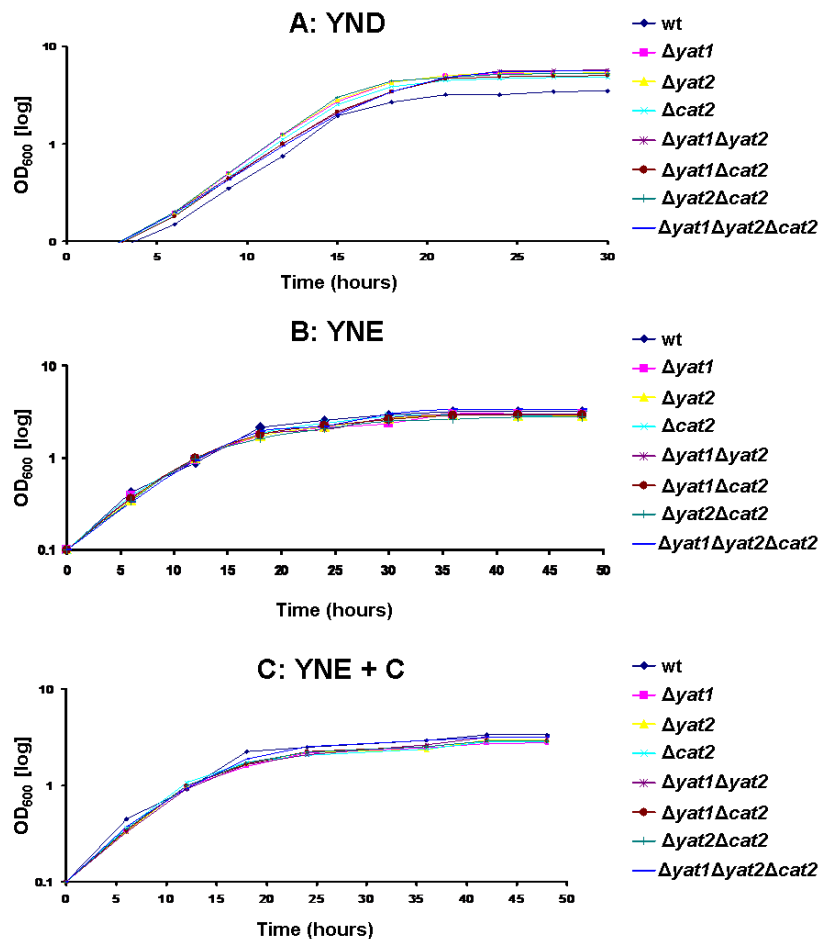 A: YND
OD600 [log]
10
1
0
0 5 10 15 20 25 30
Time (hours)
wt
Δyat1
Δyat2
Δcat2
Δyat1Δyat2
Δyat1Δcat2
Δyat2Δcat2
Δyat1Δyat2Δcat2
B: YNE
OD600 [log]
10
1
0.1
0 5 10 15 20 25 30 35 40 45 50
Time (hours)
wt
Δyat1
Δyat2
Δcat2
Δyat1Δyat2
Δyat1Δcat2
Δyat2Δcat2
Δyat1Δyat2Δcat2
C: YNE + C
OD600 [log]
10
1
0.1
0 5 10 15 20 25 30 35 40 45 50
Time (hours)
wt
Δyat1
Δyat2
Δcat2
Δyat1Δyat2
Δyat1Δcat2
Δyat2Δcat2
Δyat1Δyat2Δcat2